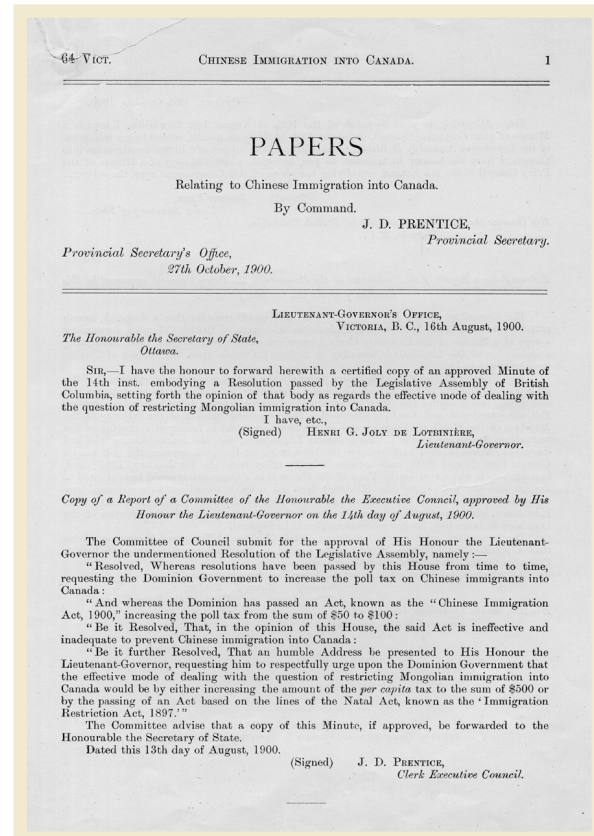 64 VICT. CHINESE IMMIGRATION INTO CANADA. 1
PAPERS
Relating to Chinese Immigration into Canada.
By Command.
J. D. PRENTICE,
Provincial Secretary.
Provincial Secretary's Office,
27th October, 1900.
LIEUTENANT-GOVERNOR'S OFFICE,
VICTORIA, B. C., 16th August, 1900.
The Honourable the Secretary of State,
Ottawa.
SIR,—I have the honour to forward herewith a certified copy of an approved Minute of
the 14th inst. embodying a Resolution passed by the Legislative Assembly of British
Columbia, setting forth the opinion of that body as regards the effective mode of dealing with
the question of restricting Mongolian immigration into Canada.
I have, etc.,
(Signed) HENRI G. JOLY DE LOTBINIÈRE,
Lieutenant-Governor.
Copy of a Report of a Committee of the Honourable the Executive Council, approved by His
Honour the Lieutenant-Governor on the 14th day of August, 1900.
The Committee of Council submit for the approval of His Honour the Lieutenant-
Governor the undermentioned Resolution of the Legislative Assembly, namely :—
"Resolved, Whereas resolutions have been passed by this House from time to time,
requesting the Dominion Government to increase the poll tax on Chinese immigrants into
Canada :
"And whereas the Dominion has passed an Act, known as the "Chinese Immigration
Act, 1900," increasing the poll tax from the sum of $50 to $100 :
"Be it Resolved, That, in the opinion of this House, the said Act is ineffective and
inadequate to prevent Chinese immigration into Canada :
"Be it further Resolved, That an humble Address be presented to His Honour the
Lieutenant-Governor, requesting him to respectfully urge upon the Dominion Government that
the effective mode of dealing with the question of restricting Mongolian immigration into
Canada would be by either increasing the amount of the per capita tax to the sum of $500 or
by the passing of an Act based on the lines of the Natal Act, known as the 'Immigration
Restriction Act, 1897.'"
The Committee advise that a copy of this Minute, if approved, be forwarded to the
Honourable the Secretary of State.
Dated this 13th day of August, 1900.
(Signed) J. D. PRENTICE,
Clerk Executive Council.